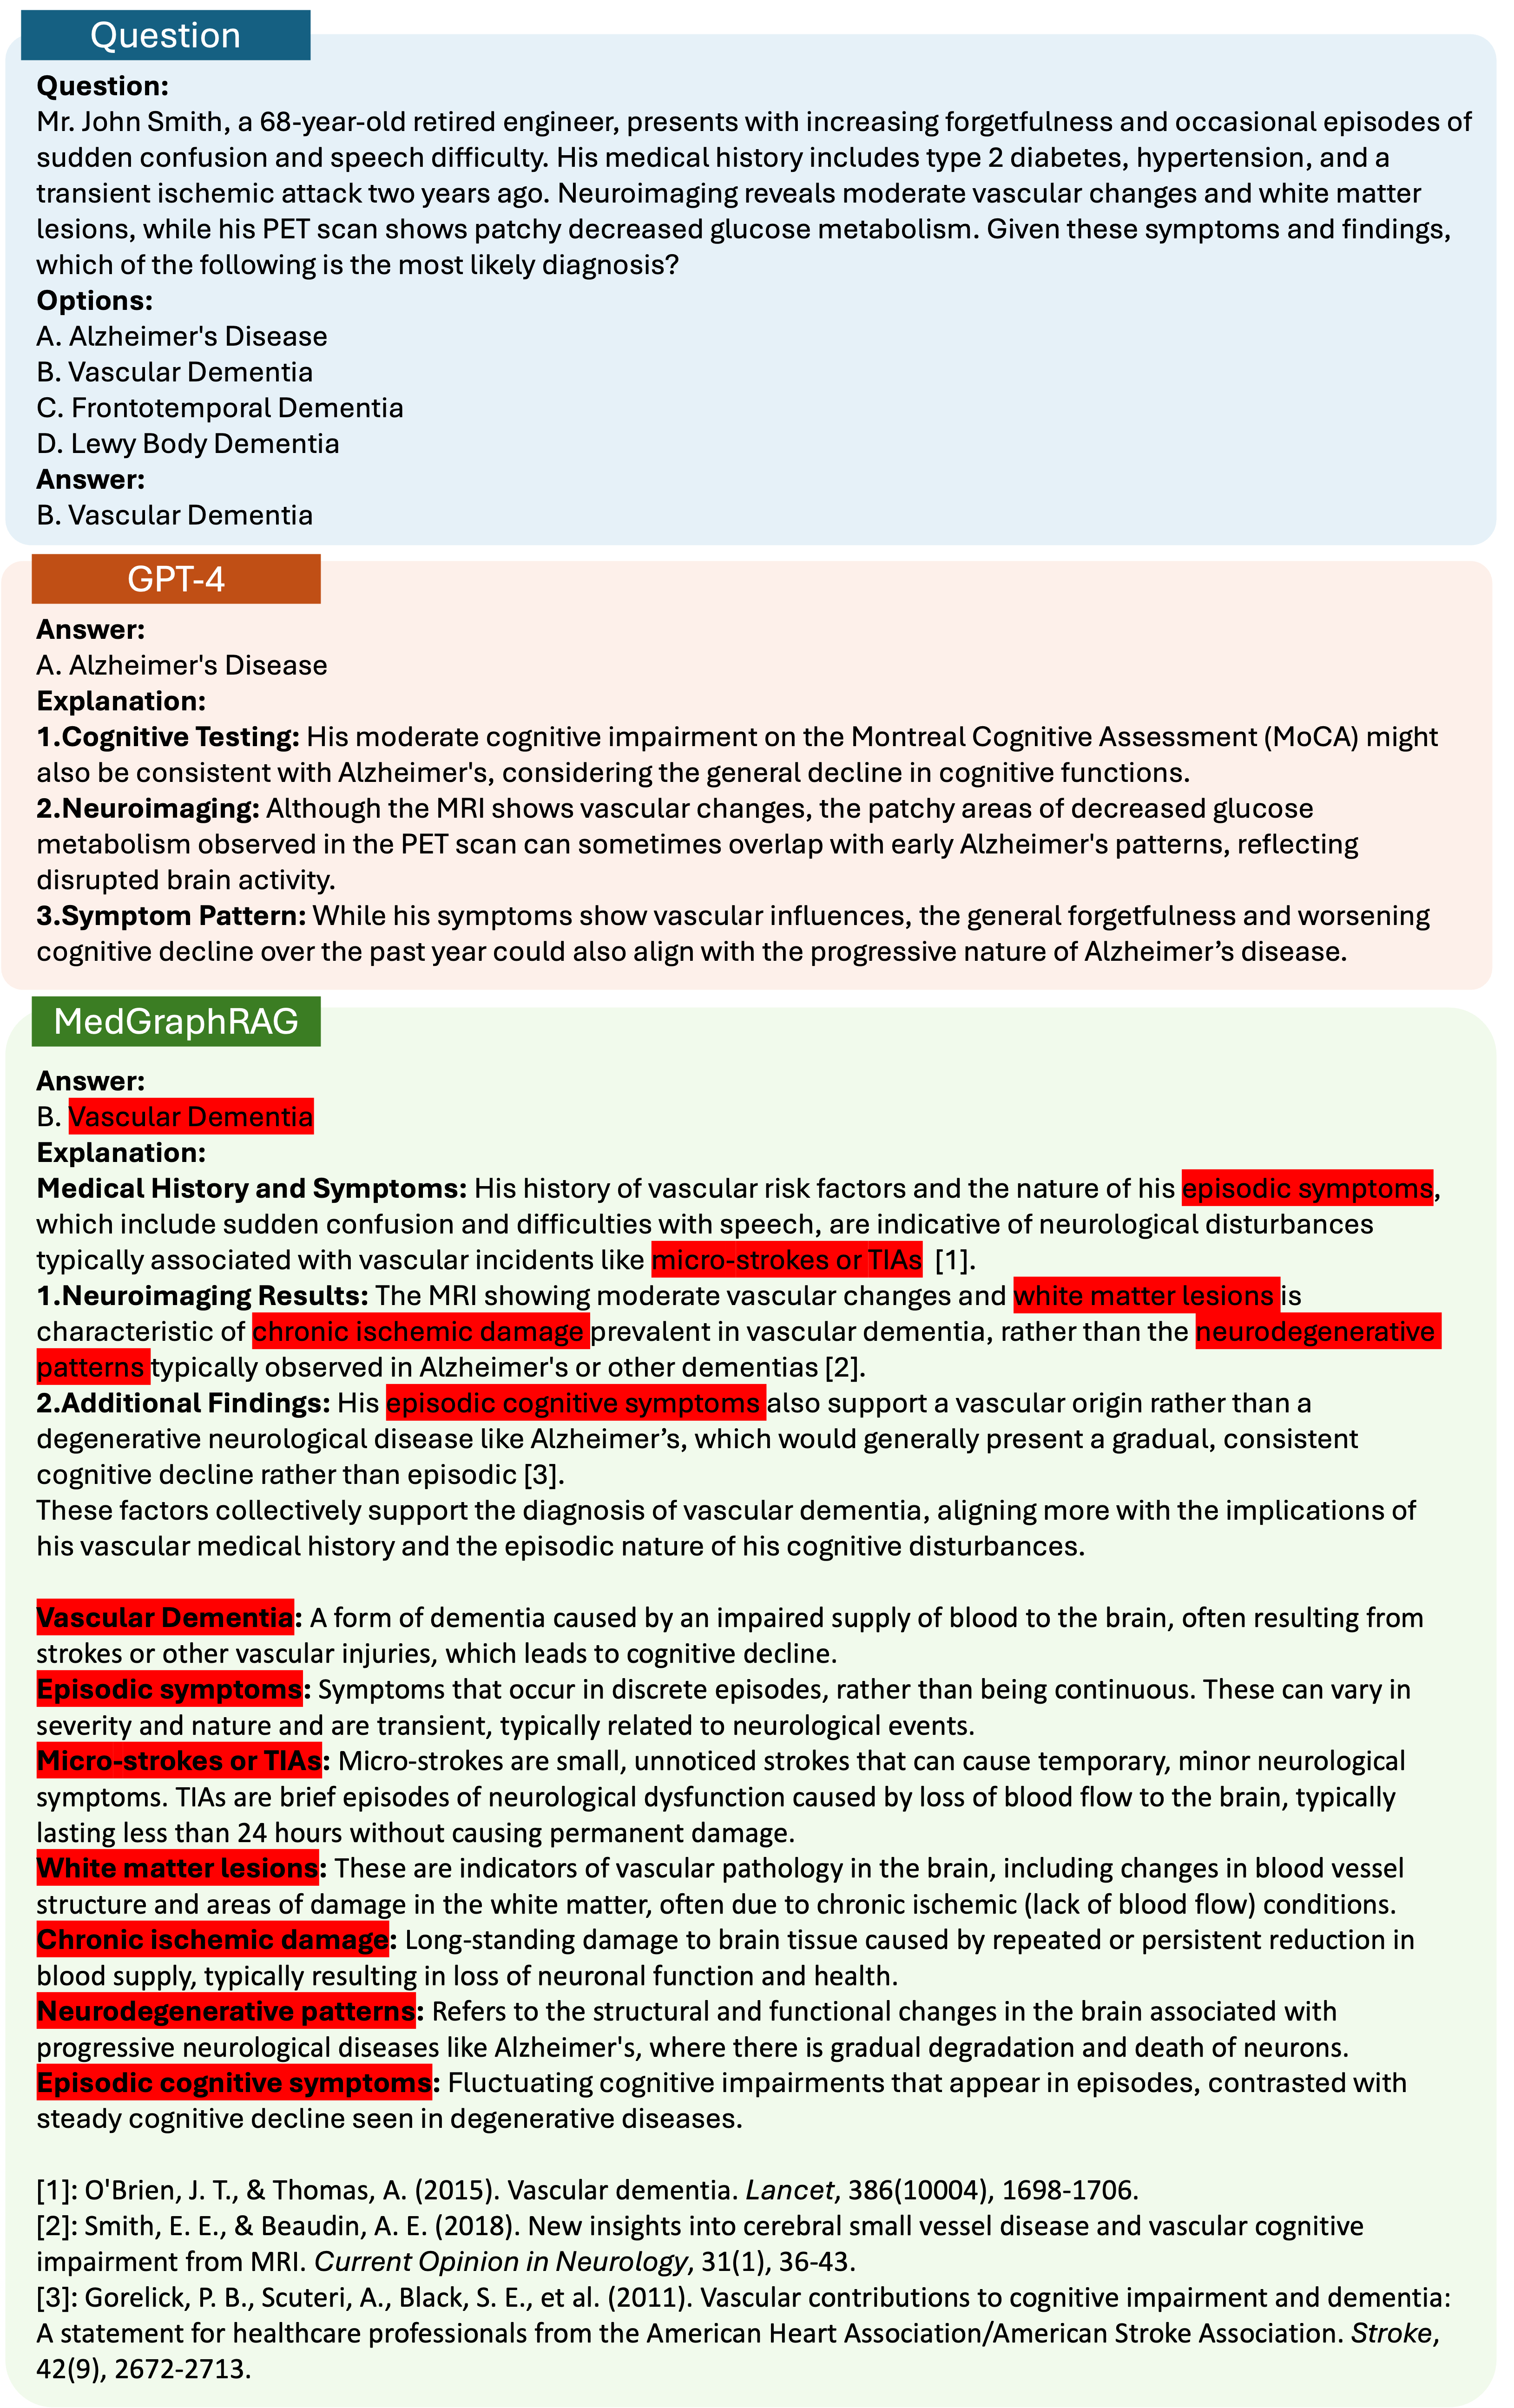 Question
Question:
Mr. John Smith, a 68-year-old retired engineer, presents with increasing forgetfulness and occasional episodes of
sudden confusion and speech difficulty. His medical history includes type 2 diabetes, hypertension, and a
transient ischemic attack two years ago. Neuroimaging reveals moderate vascular changes and white matter
lesions, while his PET scan shows patchy decreased glucose metabolism. Given these symptoms and findings,
which of the following is the most likely diagnosis?
Options:
A. Alzheimer's Disease
B. Vascular Dementia
C. Frontotemporal Dementia
D. Lewy Body Dementia
Answer:
B. Vascular Dementia
GPT-4
Answer:
A. Alzheimer's Disease
Explanation:
1.Cognitive Testing: His moderate cognitive impairment on the Montreal Cognitive Assessment (MoCA) might
also be consistent with Alzheimer's, considering the general decline in cognitive functions.
2.Neuroimaging: Although the MRI shows vascular changes, the patchy areas of decreased glucose
metabolism observed in the PET scan can sometimes overlap with early Alzheimer's patterns, reflecting
disrupted brain activity.
3.Symptom Pattern: While his symptoms show vascular influences, the general forgetfulness and worsening
cognitive decline over the past year could also align with the progressive nature of Alzheimer’s disease.
MedGraphRAG
Answer:
B. Vascular Dementia
Explanation:
Medical History and Symptoms: His history of vascular risk factors and the nature of his episodic symptoms,
which include sudden confusion and difficulties with speech, are indicative of neurological disturbances
typically associated with vascular incidents like micro-strokes or TIAs [1].
1.Neuroimaging Results: The MRI showing moderate vascular changes and white matter lesions is
characteristic of chronic ischemic damage prevalent in vascular dementia, rather than the neurodegenerative
patterns typically observed in Alzheimer's or other dementias [2].
2.Additional Findings: His episodic cognitive symptoms also support a vascular origin rather than a
degenerative neurological disease like Alzheimer’s, which would generally present a gradual, consistent
cognitive decline rather than episodic [3].
These factors collectively support the diagnosis of vascular dementia, aligning more with the implications of
his vascular medical history and the episodic nature of his cognitive disturbances.
Vascular Dementia: A form of dementia caused by an impaired supply of blood to the brain, often resulting from
strokes or other vascular injuries, which leads to cognitive decline.
Episodic symptoms: Symptoms that occur in discrete episodes, rather than being continuous. These can vary in
severity and nature and are transient, typically related to neurological events.
Micro-strokes or TIAs: Micro-strokes are small, unnoticed strokes that can cause temporary, minor neurological
symptoms. TIAs are brief episodes of neurological dysfunction caused by loss of blood flow to the brain, typically
lasting less than 24 hours without causing permanent damage.
White matter lesions: These are indicators of vascular pathology in the brain, including changes in blood vessel
structure and areas of damage in the white matter, often due to chronic ischemic (lack of blood flow) conditions.
Chronic ischemic damage: Long-standing damage to brain tissue caused by repeated or persistent reduction in
blood supply, typically resulting in loss of neuronal function and health.
Neurodegenerative patterns: Refers to the structural and functional changes in the brain associated with
progressive neurological diseases like Alzheimer's, where there is gradual degradation and death of neurons.
Episodic cognitive symptoms: Fluctuating cognitive impairments that appear in episodes, contrasted with
steady cognitive decline seen in degenerative diseases.
[1]: O'Brien, J. T., & Thomas, A. (2015). Vascular dementia. Lancet, 386(10004), 1698-1706.
[2]: Smith, E. E., & Beaudin, A. E. (2018). New insights into cerebral small vessel disease and vascular cognitive
impairment from MRI. Current Opinion in Neurology, 31(1), 36-43.
[3]: Gorelick, P. B., Scuteri, A., Black, S. E., et al. (2011). Vascular contributions to cognitive impairment and dementia:
A statement for healthcare professionals from the American Heart Association/American Stroke Association. Stroke,
42(9), 2672-2713.